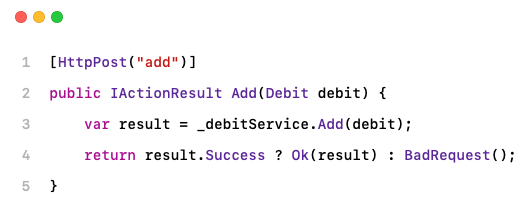 1 [HttpPost("add")]
2 public IActionResult Add(Debit debit) {
3     var result = _debitService.Add(debit);
4     return result.Success ? Ok(result) : BadRequest();
5 }